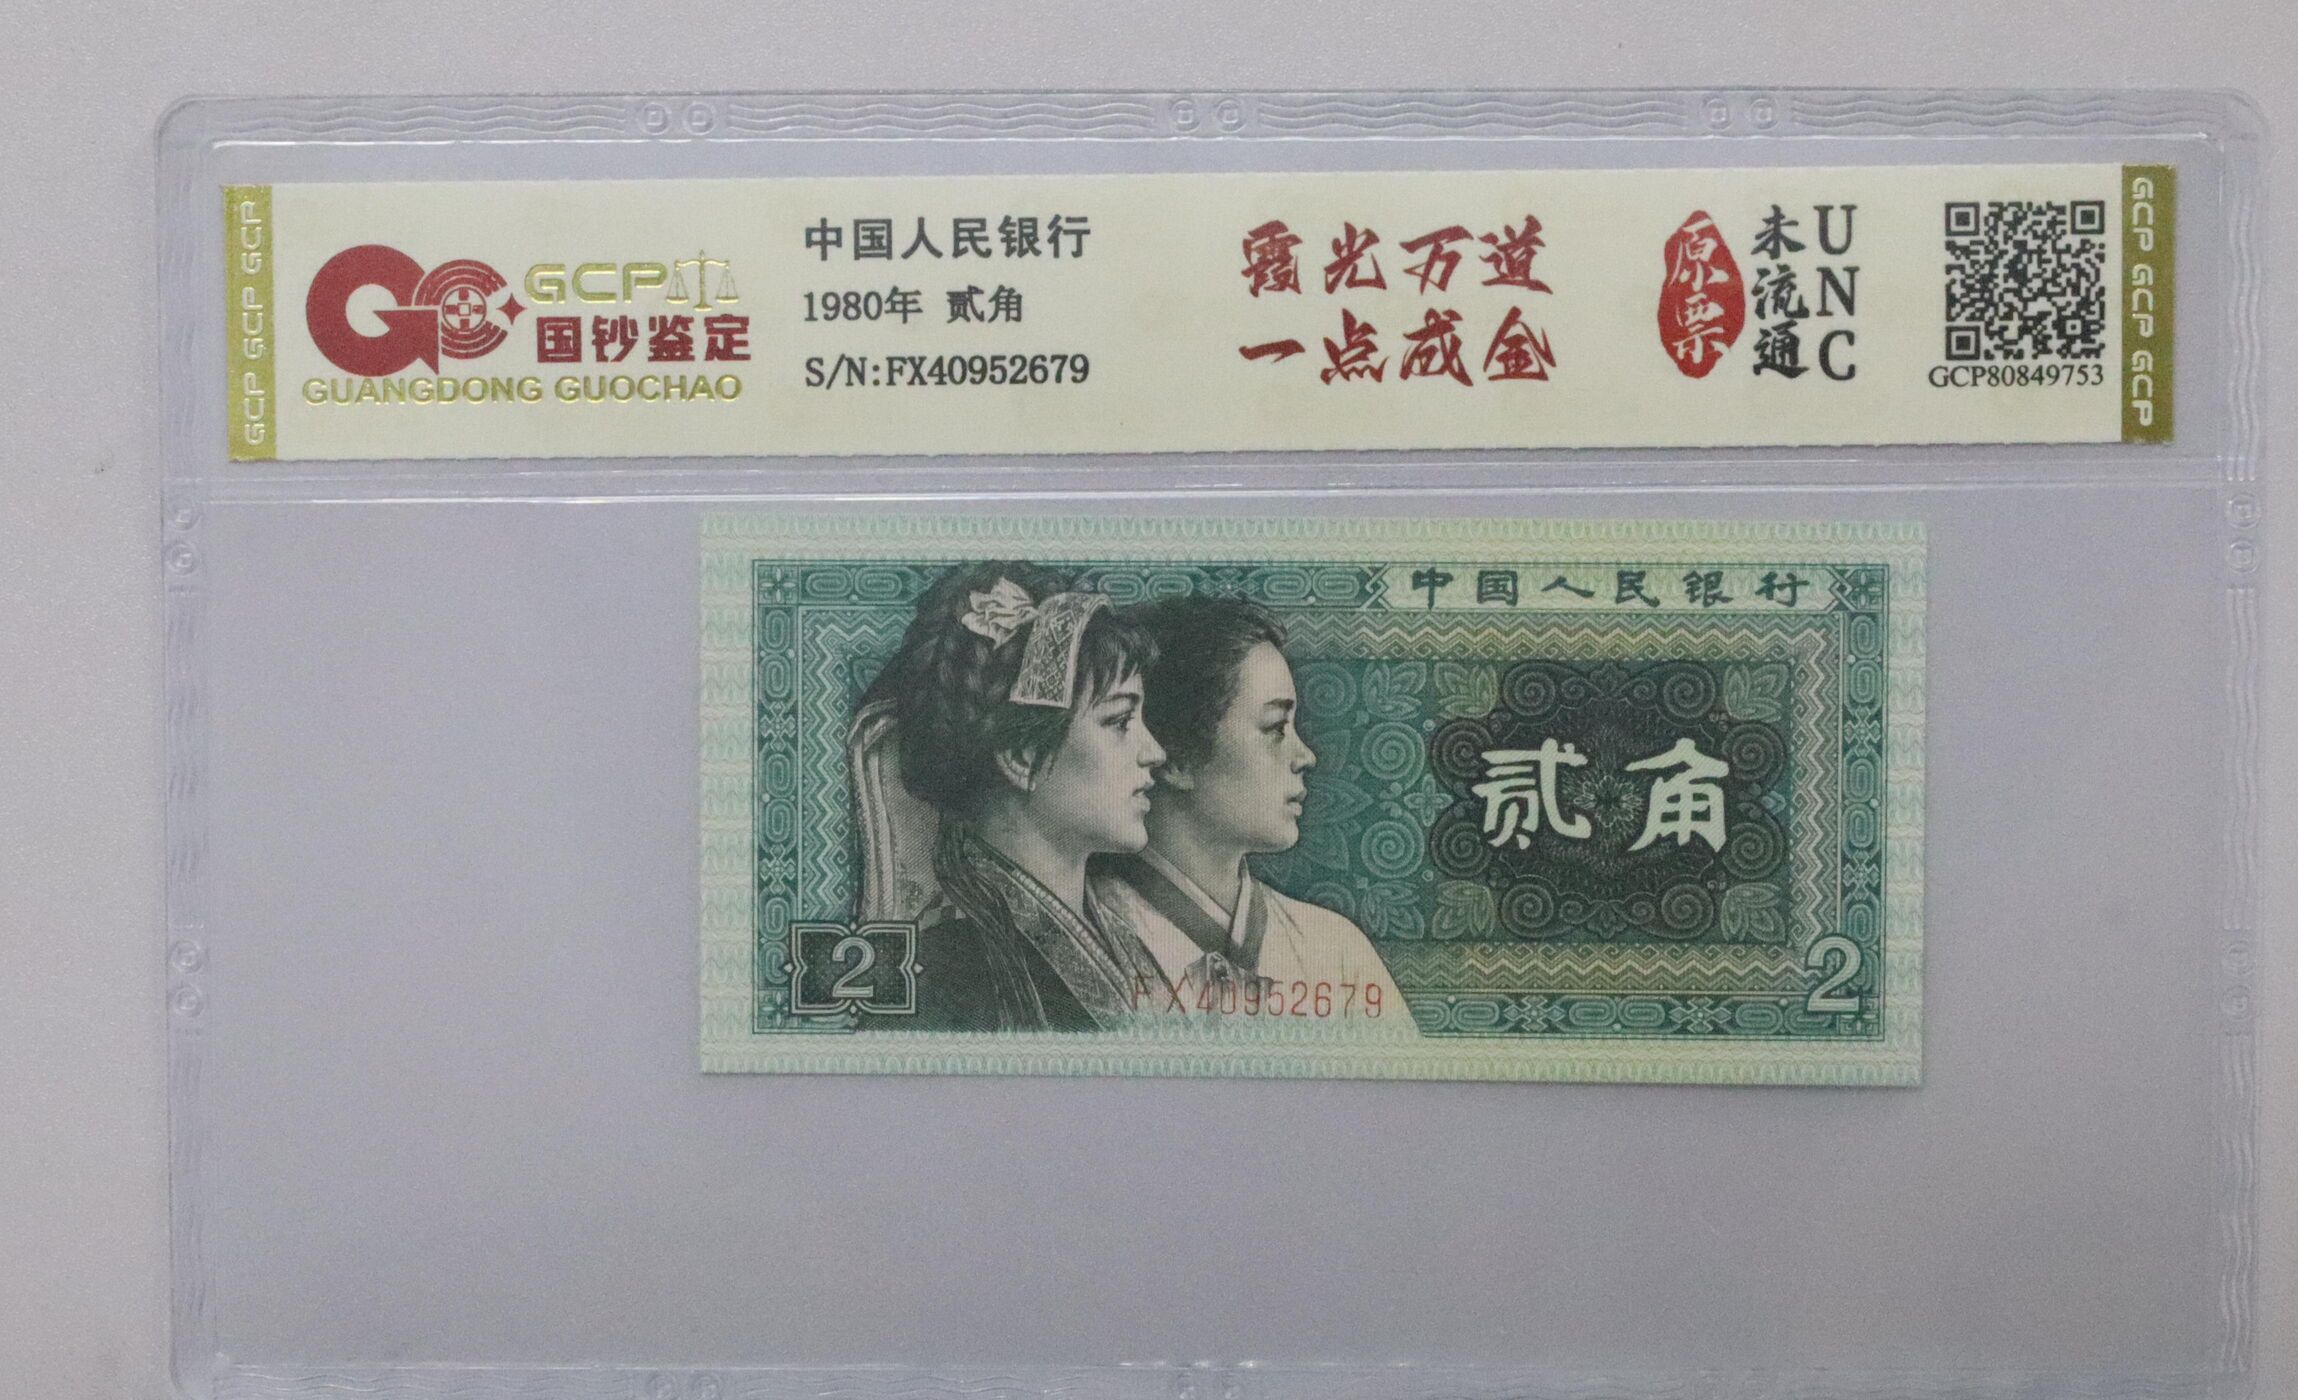 GCP GCP GCP
GCP
国钞鉴定
GUANGDONG GUOCHAO
中国人民银行
1980年 贰角
S/N:FX40952679
霞光万道
一点成金
原票
未流通
UNC
GCP80849753
GCP GCP GCP
中国人民银行
贰角
2
FX40952679
2